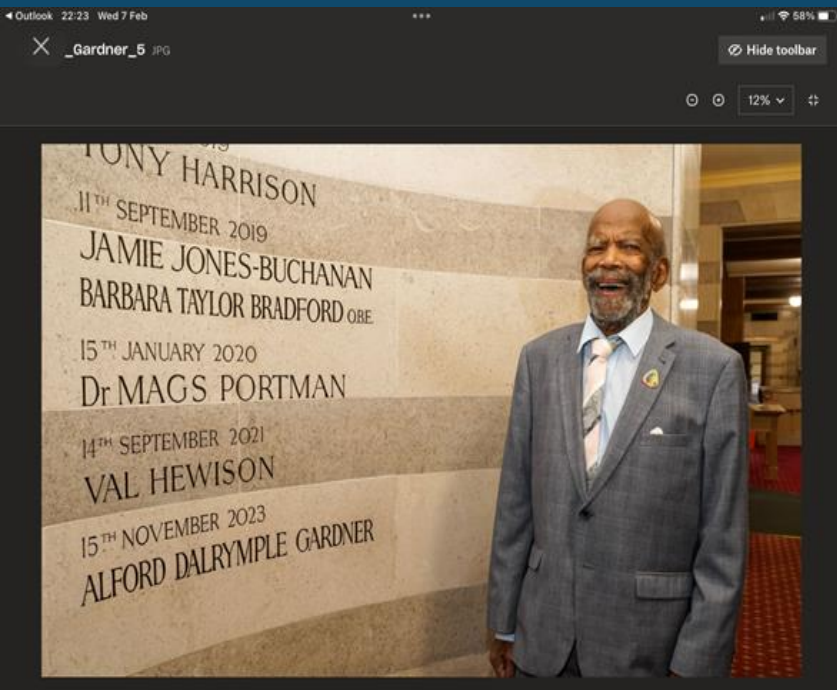 Outlook 22:23 Wed 7 Feb
58%
_Gardner_5 JPG
Hide toolbar
12%
TONY HARRISON
11TH SEPTEMBER 2019
JAMIE JONES-BUCHANAN
BARBARA TAYLOR BRADFORD O.B.E.
15TH JANUARY 2020
Dr MAGS PORTMAN
14TH SEPTEMBER 2021
VAL HEWISON
15TH NOVEMBER 2023
ALFORD DALRYMPLE GARDNER